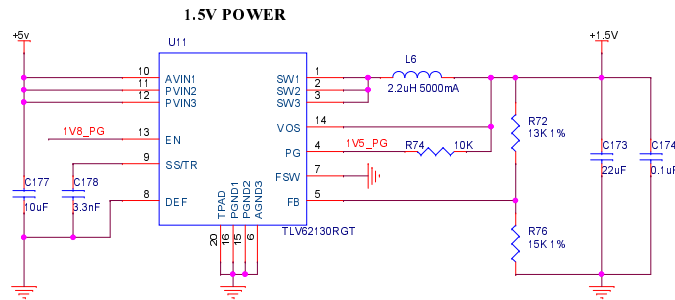 1.5V POWER
+5v
U11
+1.5V
10 AVIN1 SW1 1 L6
11 PVIN2 SW2 2
12 PVIN3 SW3 3 2.2uH 5000mA
VOS 14 R72
1V8_PG 13 EN 1V5_PG R74 13K 1%
PG 4 10K
9 SS/TR C173 C174
C177 C178 FSW 7 22uF 0.1uF
10uF 3.3nF 8 DEF FB 5
TPAD PGND1 PGND2 AGND3 R76
20 16 15 6 TLV62130RGT 15K 1%